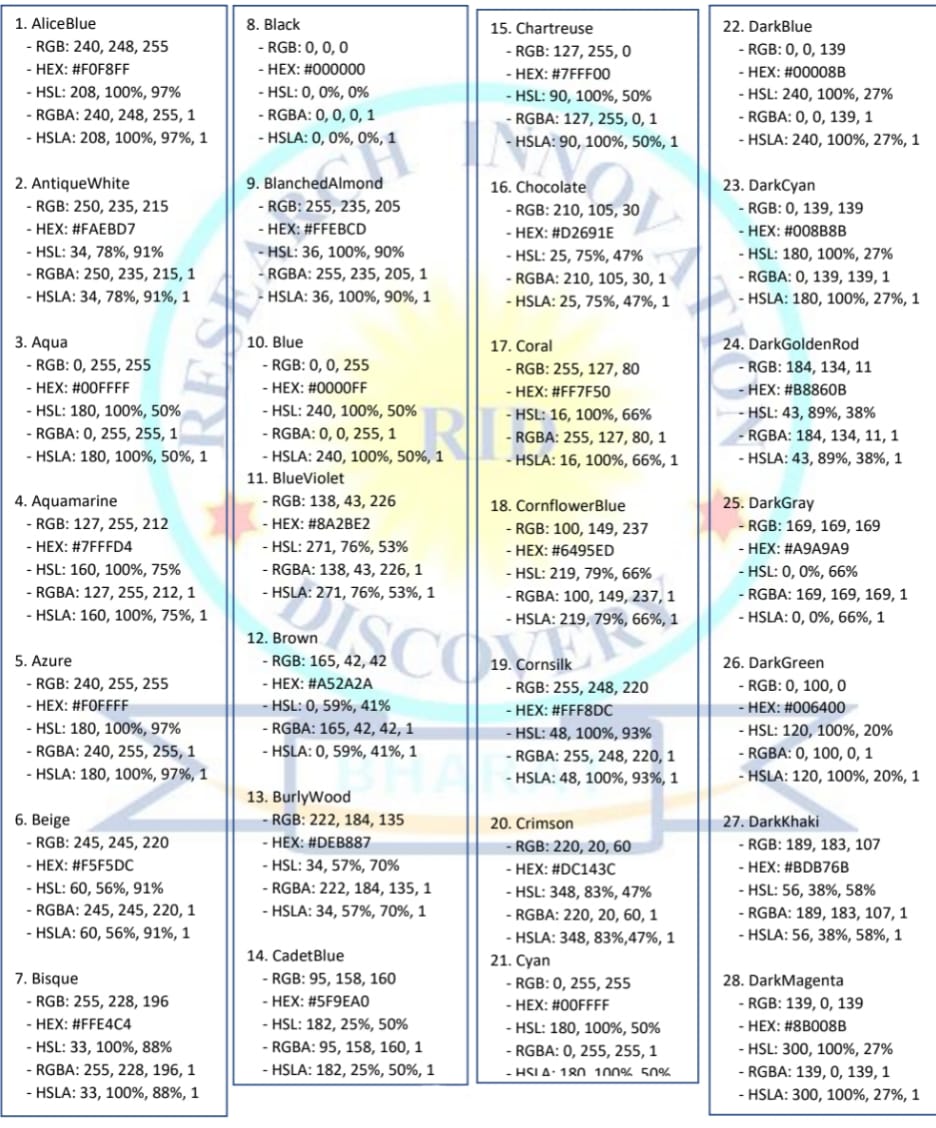 1. AliceBlue
- RGB: 240, 248, 255
- HEX: #F0F8FF
- HSL: 208, 100%, 97%
- RGBA: 240, 248, 255, 1
- HSLA: 208, 100%, 97%, 1
2. AntiqueWhite
- RGB: 250, 235, 215
- HEX: #FAEBD7
- HSL: 34, 78%, 91%
- RGBA: 250, 235, 215, 1
- HSLA: 34, 78%, 91%, 1
3. Aqua
- RGB: 0, 255, 255
- HEX: #00FFFF
- HSL: 180, 100%, 50%
- RGBA: 0, 255, 255, 1
- HSLA: 180, 100%, 50%, 1
4. Aquamarine
- RGB: 127, 255, 212
- HEX: #7FFFD4
- HSL: 160, 100%, 75%
- RGBA: 127, 255, 212, 1
- HSLA: 160, 100%, 75%, 1
5. Azure
- RGB: 240, 255, 255
- HEX: #F0FFFF
- HSL: 180, 100%, 97%
- RGBA: 240, 255, 255, 1
- HSLA: 180, 100%, 97%, 1
6. Beige
- RGB: 245, 245, 220
- HEX: #F5F5DC
- HSL: 60, 56%, 91%
- RGBA: 245, 245, 220, 1
- HSLA: 60, 56%, 91%, 1
7. Bisque
- RGB: 255, 228, 196
- HEX: #FFE4C4
- HSL: 33, 100%, 88%
- RGBA: 255, 228, 196, 1
- HSLA: 33, 100%, 88%, 1
8. Black
- RGB: 0, 0, 0
- HEX: #000000
- HSL: 0, 0%, 0%
- RGBA: 0, 0, 0, 1
- HSLA: 0, 0%, 0%, 1
9. BlanchedAlmond
- RGB: 255, 235, 205
- HEX: #FFEBCD
- HSL: 36, 100%, 90%
- RGBA: 255, 235, 205, 1
- HSLA: 36, 100%, 90%, 1
10. Blue
- RGB: 0, 0, 255
- HEX: #0000FF
- HSL: 240, 100%, 50%
- RGBA: 0, 0, 255, 1
- HSLA: 240, 100%, 50%, 1
11. BlueViolet
- RGB: 138, 43, 226
- HEX: #8A2BE2
- HSL: 271, 76%, 53%
- RGBA: 138, 43, 226, 1
- HSLA: 271, 76%, 53%, 1
12. Brown
- RGB: 165, 42, 42
- HEX: #A52A2A
- HSL: 0, 59%, 41%
- RGBA: 165, 42, 42, 1
- HSLA: 0, 59%, 41%, 1
13. BurlyWood
- RGB: 222, 184, 135
- HEX: #DEB887
- HSL: 34, 57%, 70%
- RGBA: 222, 184, 135, 1
- HSLA: 34, 57%, 70%, 1
14. CadetBlue
- RGB: 95, 158, 160
- HEX: #5F9EA0
- HSL: 182, 25%, 50%
- RGBA: 95, 158, 160, 1
- HSLA: 182, 25%, 50%, 1
15. Chartreuse
- RGB: 127, 255, 0
- HEX: #7FFF00
- HSL: 90, 100%, 50%
- RGBA: 127, 255, 0, 1
- HSLA: 90, 100%, 50%, 1
16. Chocolate
- RGB: 210, 105, 30
- HEX: #D2691E
- HSL: 25, 75%, 47%
- RGBA: 210, 105, 30, 1
- HSLA: 25, 75%, 47%, 1
17. Coral
- RGB: 255, 127, 80
- HEX: #FF7F50
- HSL: 16, 100%, 66%
- RGBA: 255, 127, 80, 1
- HSLA: 16, 100%, 66%, 1
18. CornflowerBlue
- RGB: 100, 149, 237
- HEX: #6495ED
- HSL: 219, 79%, 66%
- RGBA: 100, 149, 237, 1
- HSLA: 219, 79%, 66%, 1
19. Cornsilk
- RGB: 255, 248, 220
- HEX: #FFF8DC
- HSL: 48, 100%, 93%
- RGBA: 255, 248, 220, 1
- HSLA: 48, 100%, 93%, 1
20. Crimson
- RGB: 220, 20, 60
- HEX: #DC143C
- HSL: 348, 83%, 47%
- RGBA: 220, 20, 60, 1
- HSLA: 348, 83%,47%, 1
21. Cyan
- RGB: 0, 255, 255
- HEX: #00FFFF
- HSL: 180, 100%, 50%
- RGBA: 0, 255, 255, 1
- HSLA: 180, 100%, 50%
22. DarkBlue
- RGB: 0, 0, 139
- HEX: #00008B
- HSL: 240, 100%, 27%
- RGBA: 0, 0, 139, 1
- HSLA: 240, 100%, 27%, 1
23. DarkCyan
- RGB: 0, 139, 139
- HEX: #008B8B
- HSL: 180, 100%, 27%
- RGBA: 0, 139, 139, 1
- HSLA: 180, 100%, 27%, 1
24. DarkGoldenRod
- RGB: 184, 134, 11
- HEX: #B8860B
- HSL: 43, 89%, 38%
- RGBA: 184, 134, 11, 1
- HSLA: 43, 89%, 38%, 1
25. DarkGray
- RGB: 169, 169, 169
- HEX: #A9A9A9
- HSL: 0, 0%, 66%
- RGBA: 169, 169, 169, 1
- HSLA: 0, 0%, 66%, 1
26. DarkGreen
- RGB: 0, 100, 0
- HEX: #006400
- HSL: 120, 100%, 20%
- RGBA: 0, 100, 0, 1
- HSLA: 120, 100%, 20%, 1
27. DarkKhaki
- RGB: 189, 183, 107
- HEX: #BDB76B
- HSL: 56, 38%, 58%
- RGBA: 189, 183, 107, 1
- HSLA: 56, 38%, 58%, 1
28. DarkMagenta
- RGB: 139, 0, 139
- HEX: #8B008B
- HSL: 300, 100%, 27%
- RGBA: 139, 0, 139, 1
- HSLA: 300, 100%, 27%, 1
RESEARCH INNOVATION
RID
DISCOVERY
BHARAT